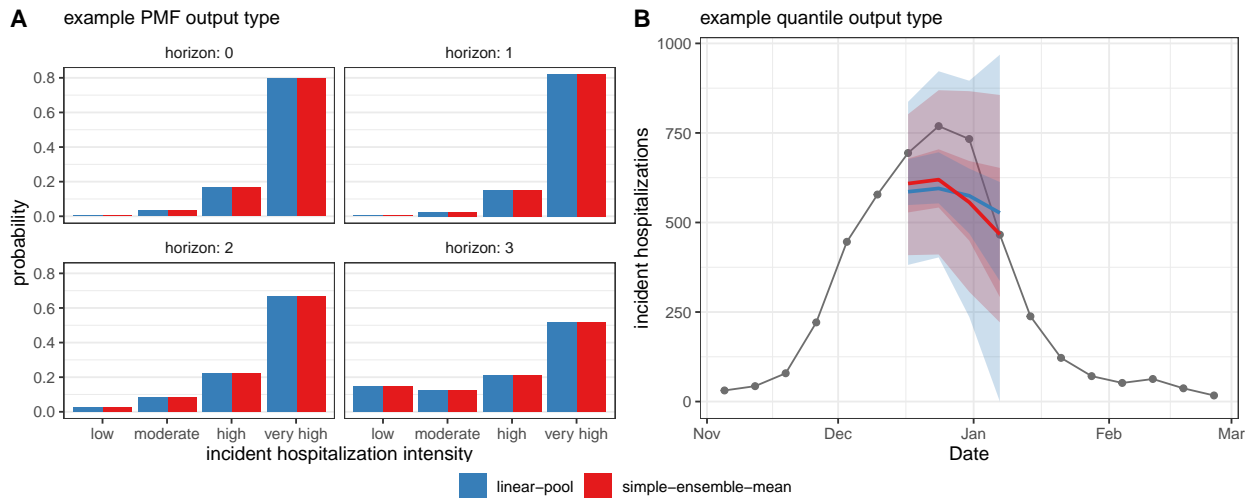 A example PMF output type
horizon: 0 horizon: 1
0.8
0.6
0.4
0.2
0.0
horizon: 2 horizon: 3
0.8
0.6
0.4
0.2
0.0
probability
low moderate high very high low moderate high very high
incident hospitalization intensity
B example quantile output type
1000
750
500
250
0
incident hospitalizations
Nov Dec Jan Feb Mar
Date
linear−pool simple−ensemble−mean